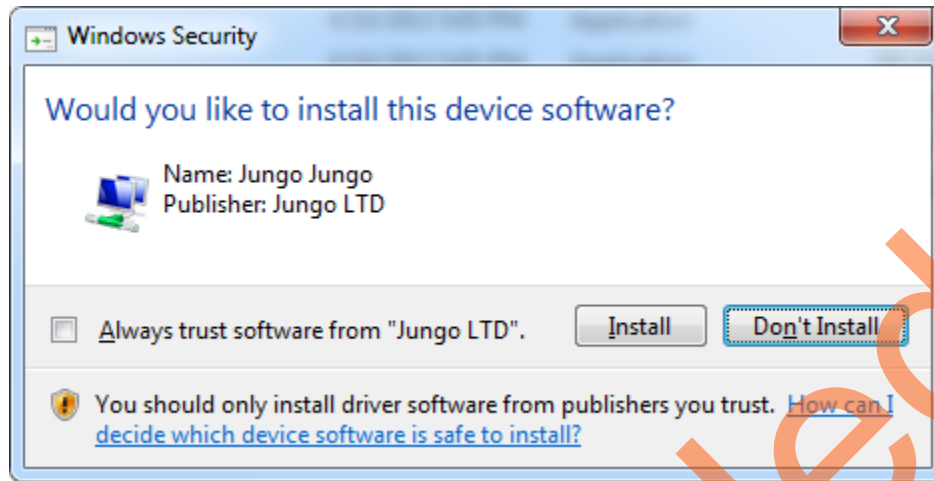 Windows Security
Would you like to install this device software?
Name: Jungo Jungo
Publisher: Jungo LTD
Always trust software from "Jungo LTD".
Install
Don't Install
You should only install driver software from publishers you trust. How can I
decide which device software is safe to install?